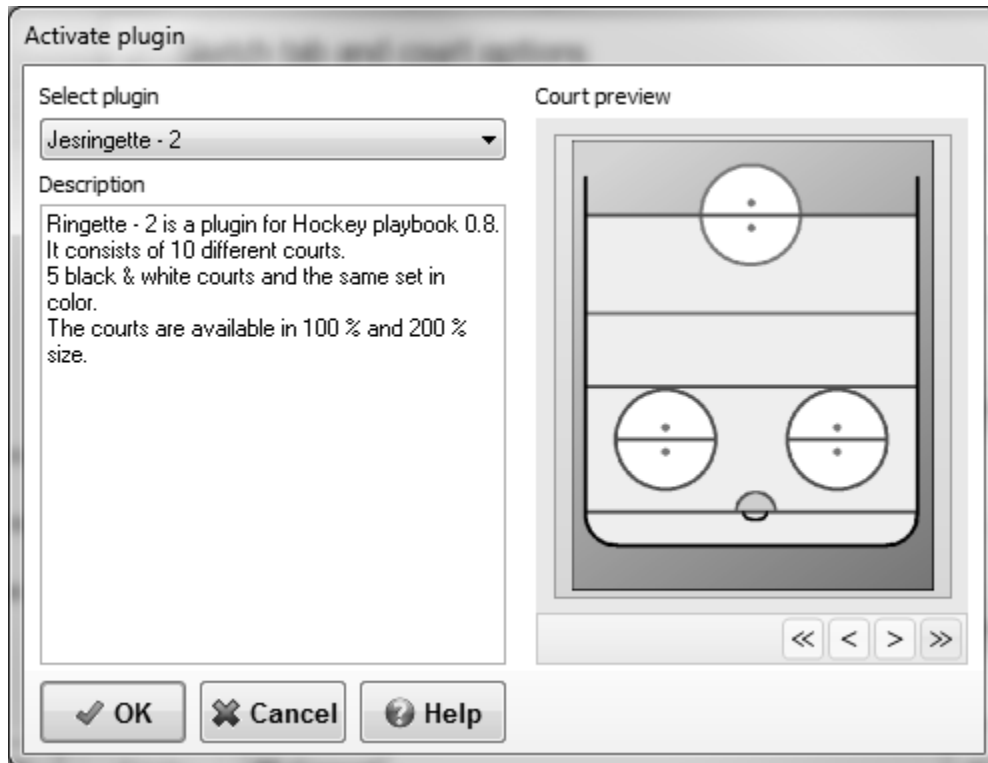 Activate plugin
Select plugin
Court preview
Jesringette - 2
Description
Ringette - 2 is a plugin for Hockey playbook 0.8.
It consists of 10 different courts.
5 black & white courts and the same set in
color.
The courts are available in 100 % and 200 %
size.
OK
Cancel
Help